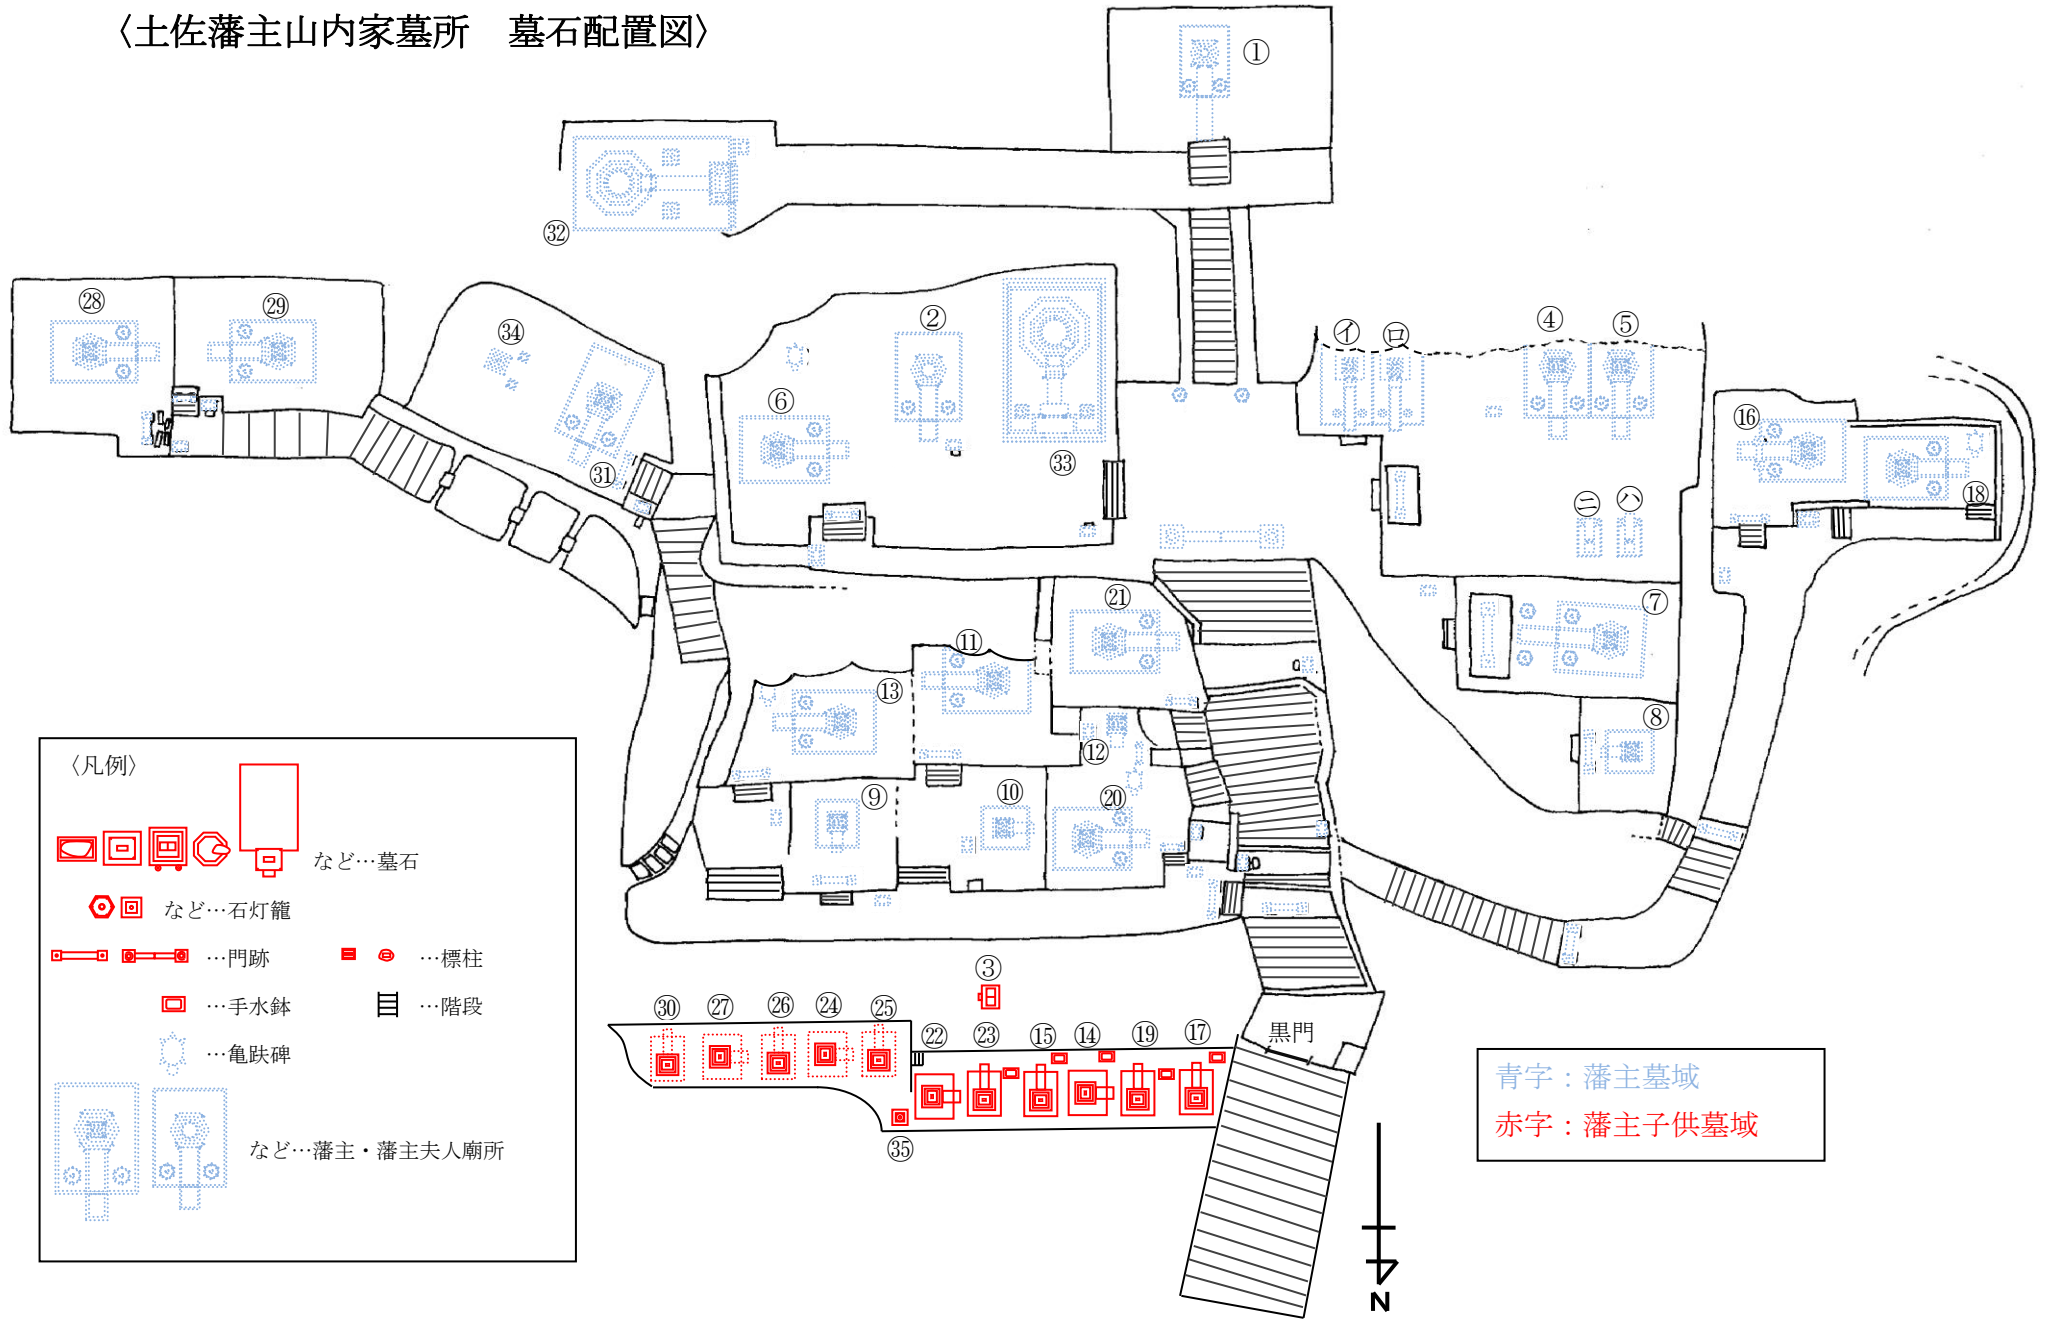 〈土佐藩主山内家墓所　墓石配置図〉
①
㉜
㉘
㉙
㉞
㉛
②
⑥
㉝
㋑
㋺
④
⑤
⑯
⑱
㋥
㋩
⑦
⑧
㉑
⑪
⑬
⑫
⑨
⑩
⑳
③
㉚
㉗
㉖
㉔
㉕
㉒
㉓
⑮
⑭
⑲
⑰
㉟
黒門
〈凡例〉
など…墓石
など…石灯籠
…門跡
…標柱
…手水鉢
…階段
…亀趺碑
など…藩主・藩主夫人廟所
青字：藩主墓域
赤字：藩主子供墓域
N